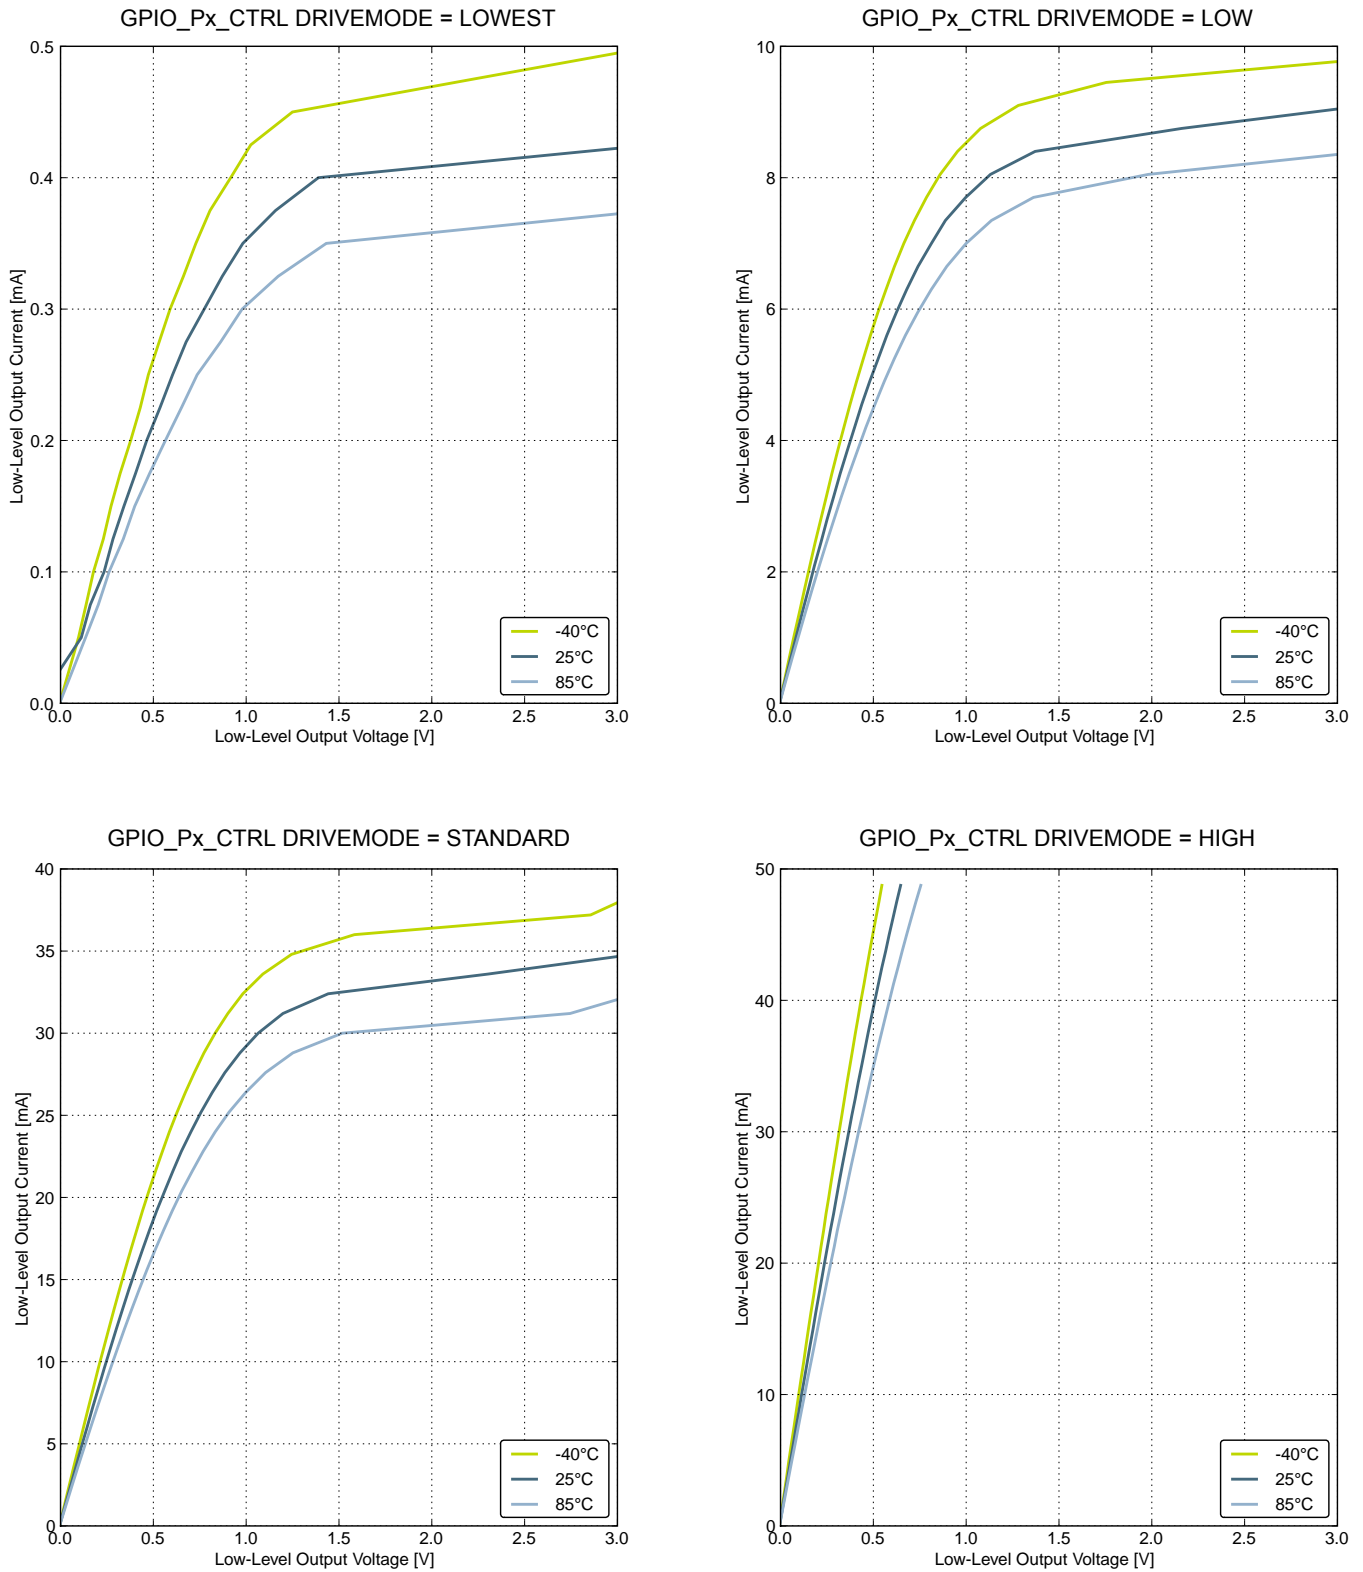 GPIO_Px_CTRL DRIVEMODE = LOWEST
0.5
0.4
0.3
0.2
0.1
0.0
Low-Level Output Current [mA]
-40°C
25°C
85°C
0.0 0.5 1.0 1.5 2.0 2.5 3.0
Low-Level Output Voltage [V]
GPIO_Px_CTRL DRIVEMODE = LOW
10
8
6
4
2
0
Low-Level Output Current [mA]
-40°C
25°C
85°C
0.0 0.5 1.0 1.5 2.0 2.5 3.0
Low-Level Output Voltage [V]
GPIO_Px_CTRL DRIVEMODE = STANDARD
40
35
30
25
20
15
10
5
0
Low-Level Output Current [mA]
-40°C
25°C
85°C
0.0 0.5 1.0 1.5 2.0 2.5 3.0
Low-Level Output Voltage [V]
GPIO_Px_CTRL DRIVEMODE = HIGH
50
40
30
20
10
0
Low-Level Output Current [mA]
-40°C
25°C
85°C
0.0 0.5 1.0 1.5 2.0 2.5 3.0
Low-Level Output Voltage [V]